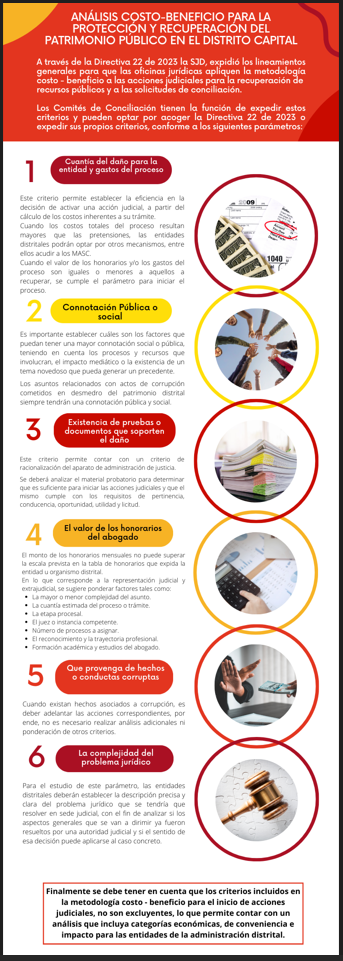 ANÁLISIS COSTO-BENEFICIO PARA LA
PROTECCIÓN Y RECUPERACIÓN DEL
PATRIMONIO PÚBLICO EN EL DISTRITO CAPITAL
A través de la Directiva 22 de 2023 la SJD, expidió los lineamientos
generales para que las oficinas jurídicas apliquen la metodología
costo - beneficio a las acciones judiciales para la recuperación de
recursos públicos y a las solicitudes de conciliación.
Los Comités de Conciliación tienen la función de expedir estos
criterios y pueden optar por acoger la Directiva 22 de 2023 o
expedir sus propios criterios, conforme a los siguientes parámetros:
1
Cuantía del daño para la
entidad y gastos del proceso
Este criterio permite establecer la eficiencia en la
decisión de activar una acción judicial, a partir del
cálculo de los costos inherentes a su trámite.
Cuando los costos totales del proceso resultan
mayores que las pretensiones, las entidades
distritales podrán optar por otros mecanismos, entre
ellos acudir a los MASC.
Cuando el valor de los honorarios y/o los gastos del
proceso son iguales o menores a aquellos a
recuperar, se cumple el parámetro para iniciar el
proceso.
2009
1040
2
Connotación Pública o
social
Es importante establecer cuáles son los factores que
puedan tener una mayor connotación social o pública,
teniendo en cuenta los procesos y recursos que
involucran, el impacto mediático o la existencia de un
tema novedoso que pueda generar un precedente.
Los asuntos relacionados con actos de corrupción
cometidos en desmedro del patrimonio distrital
siempre tendrán una connotación pública y social.
3
Existencia de pruebas o
documentos que soporten
el daño
Este criterio permite contar con un criterio de
racionalización del aparato de administración de justicia.
Se deberá analizar el material probatorio para determinar
que es suficiente para iniciar las acciones judiciales y que el
mismo cumple con los requisitos de pertinencia,
conducencia, oportunidad, utilidad y licitud.
4
El valor de los honorarios
del abogado
El monto de los honorarios mensuales no puede superar
la escala prevista en la tabla de honorarios que expida la
entidad u organismo distrital.
En lo que corresponde a la representación judicial y
extrajudicial, se sugiere ponderar factores tales como:
• La mayor o menor complejidad del asunto.
• La cuantía estimada del proceso o trámite.
• La etapa procesal.
• El juez o instancia competente.
• Número de procesos a asignar.
• El reconocimiento y la trayectoria profesional.
• Formación académica y estudios del abogado.
5
Que provenga de hechos
o conductas corruptas
Cuando existan hechos asociados a corrupción, es
deber adelantar las acciones correspondientes, por
ende, no es necesario realizar análisis adicionales ni
ponderación de otros criterios.
6
La complejidad del
problema jurídico
Para el estudio de este parámetro, las entidades
distritales deberán establecer la descripción precisa y
clara del problema jurídico que se tendría que
resolver en sede judicial, con el fin de analizar si los
aspectos generales que se van a dirimir ya fueron
resueltos por una autoridad judicial y si el sentido de
esa decisión puede aplicarse al caso concreto.
Finalmente se debe tener en cuenta que los criterios incluidos en
la metodología costo - beneficio para el inicio de acciones
judiciales, no son excluyentes, lo que permite contar con un
análisis que incluya categorías económicas, de conveniencia e
impacto para las entidades de la administración distrital.